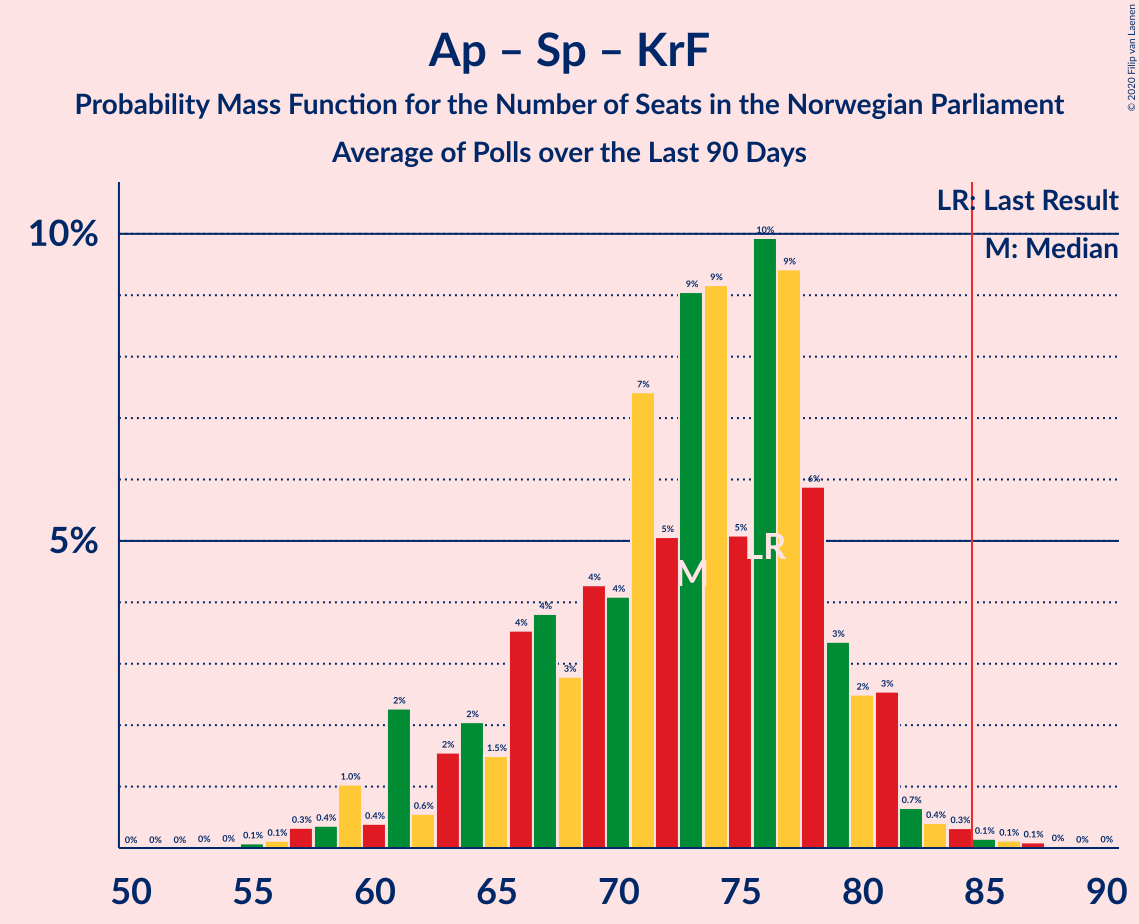 Ap – Sp – KrF
Probability Mass Function for the Number of Seats in the Norwegian Parliament
Average of Polls over the Last 90 Days
© 2020 Filip van Laenen
LR: Last Result
M: Median
10%
5%
0% 0% 0% 0% 0% 0.1% 0.1% 0.3% 0.4% 1.0% 0.4% 2% 0.6% 2% 2% 1.5% 4% 4% 3% 4% 4% 7% 5% 9% 9% 5% 10% 9% 6% 3% 2% 3% 0.7% 0.4% 0.3% 0.1% 0.1% 0.1% 0% 0% 0%
M
LR
50 55 60 65 70 75 80 85 90